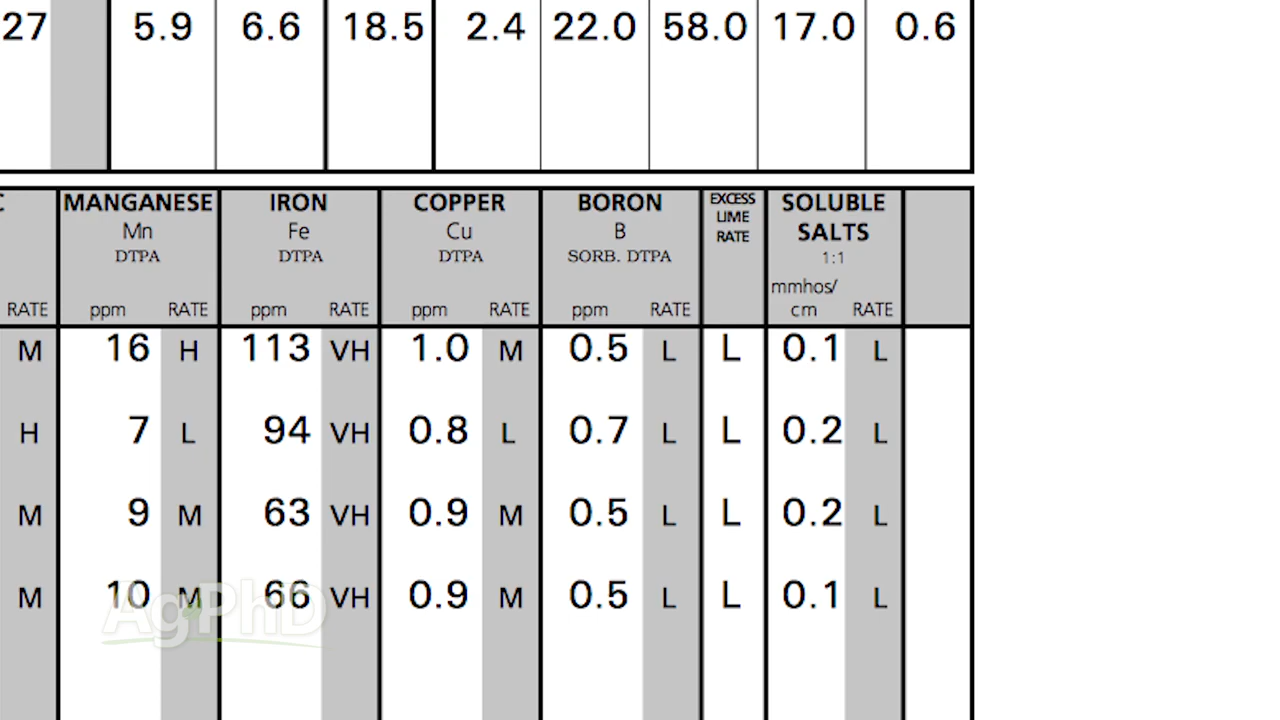 27 5.9 6.6 18.5 2.4 22.0 58.0 17.0 0.6
C MANGANESE IRON COPPER BORON EXCESS LIME RATE SOLUBLE SALTS
Mn Fe Cu B
DTPA DTPA DTPA SORB. DTPA 1:1
RATE ppm RATE ppm RATE ppm RATE ppm RATE mmhos/cm RATE
M 16 H 113 VH 1.0 M 0.5 L L 0.1 L
H 7 L 94 VH 0.8 L 0.7 L L 0.2 L
M 9 M 63 VH 0.9 M 0.5 L L 0.2 L
M 10 M 66 VH 0.9 M 0.5 L L 0.1 L
AgPhD